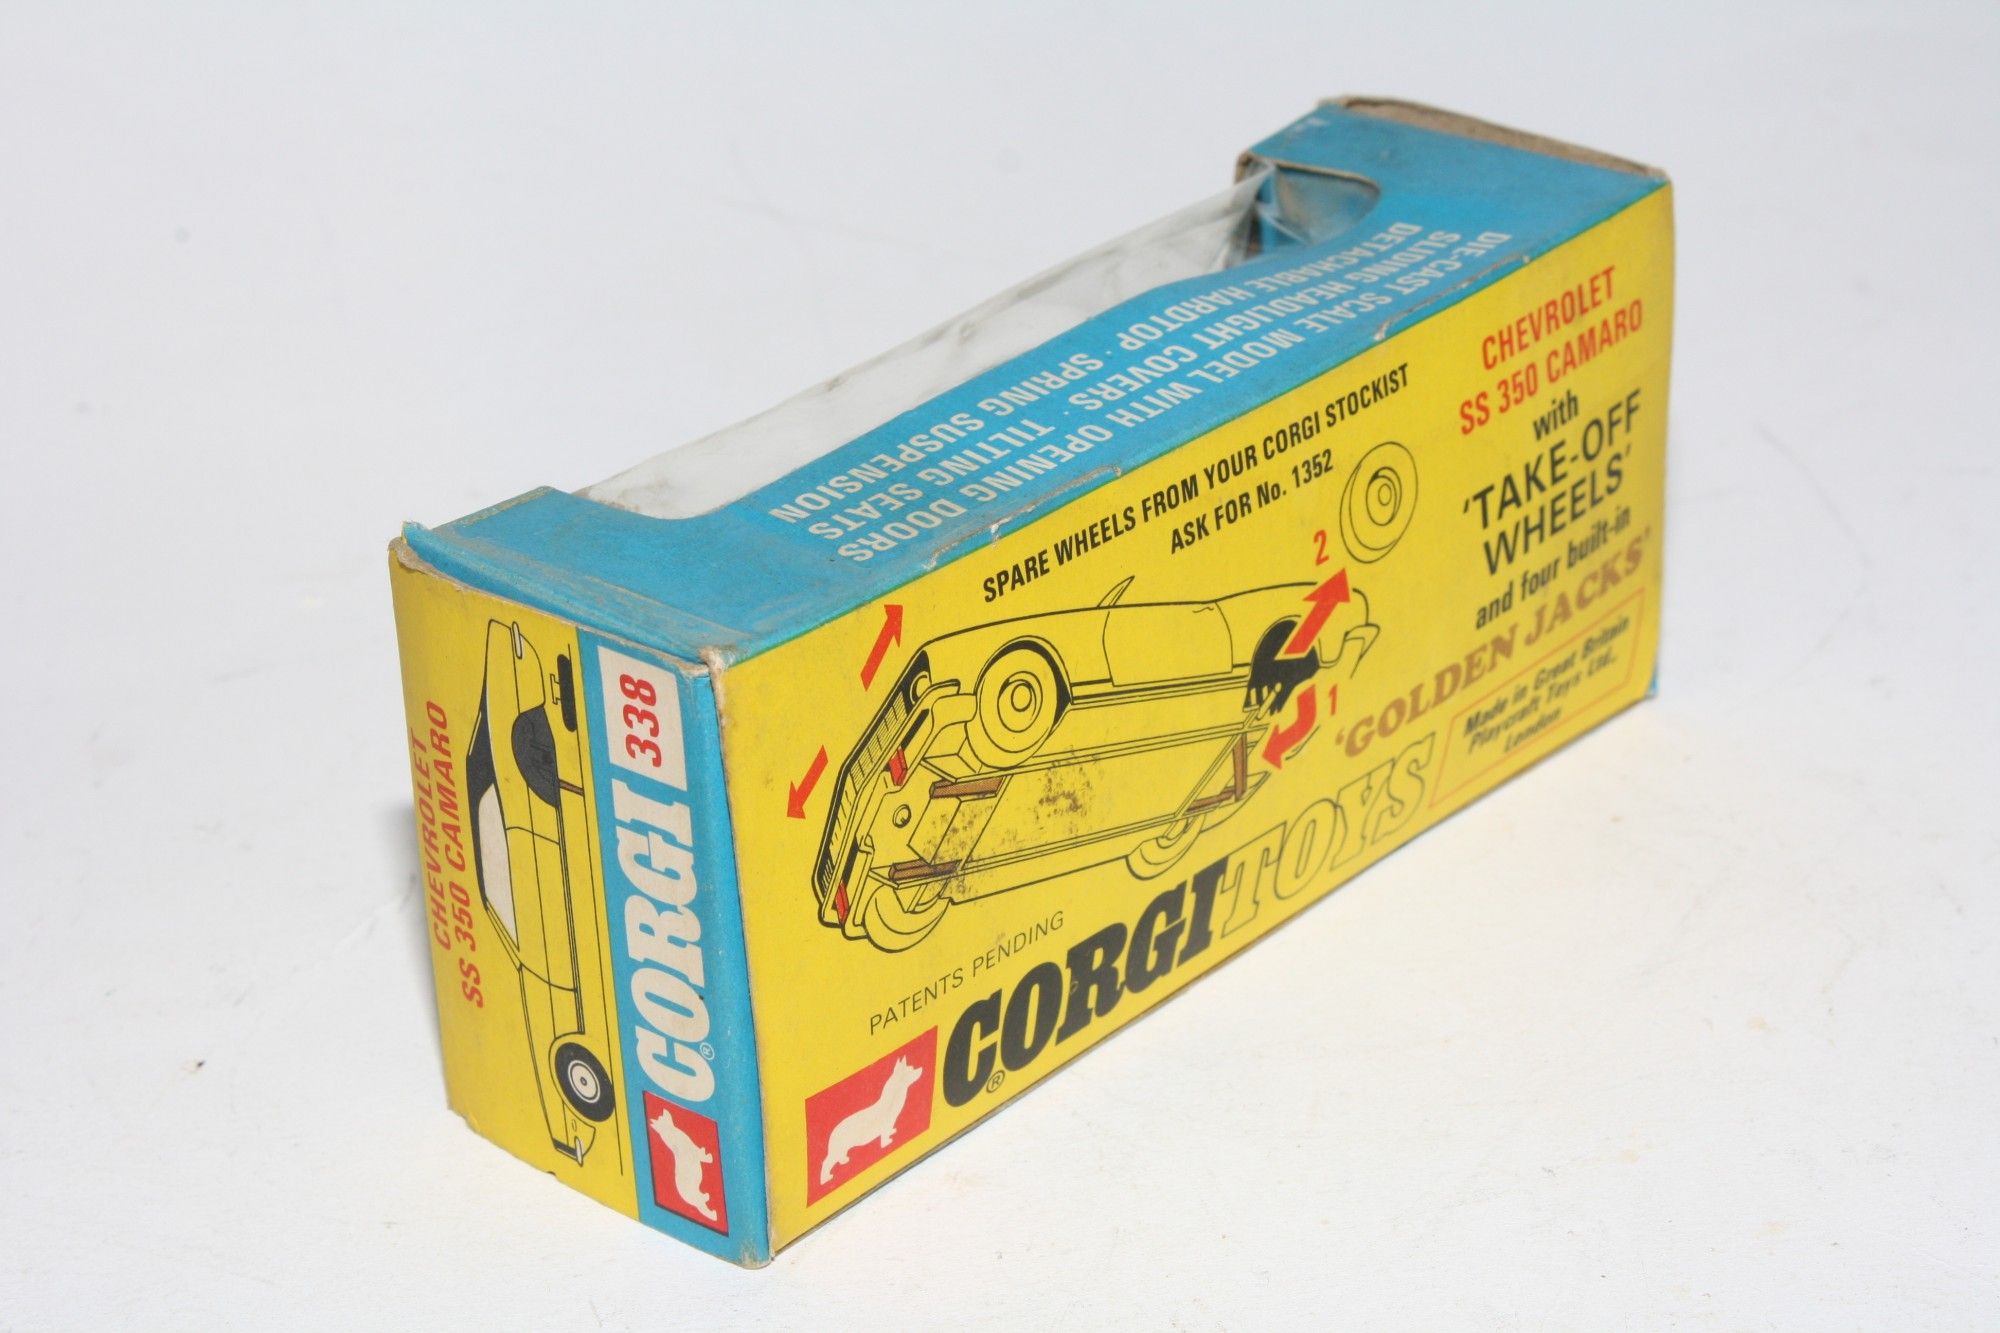 DIE-CAST SCALE MODEL WITH OPENING DOORS
SLIDING HEADLIGHT COVERS · TILTING SEATS
DETACHABLE HARDTOP · SPRING SUSPENSION
SPARE WHEELS FROM YOUR CORGI STOCKIST
ASK FOR No. 1352
2
1
CHEVROLET
SS 350 CAMARO
with
'TAKE-OFF
WHEELS'
and four built-in
'GOLDEN JACKS'
PATENTS PENDING
CORGI TOYS
®
Made in Great Britain
Playcraft Toys Ltd.,
London
CHEVROLET
SS 350 CAMARO
338
CORGI
®